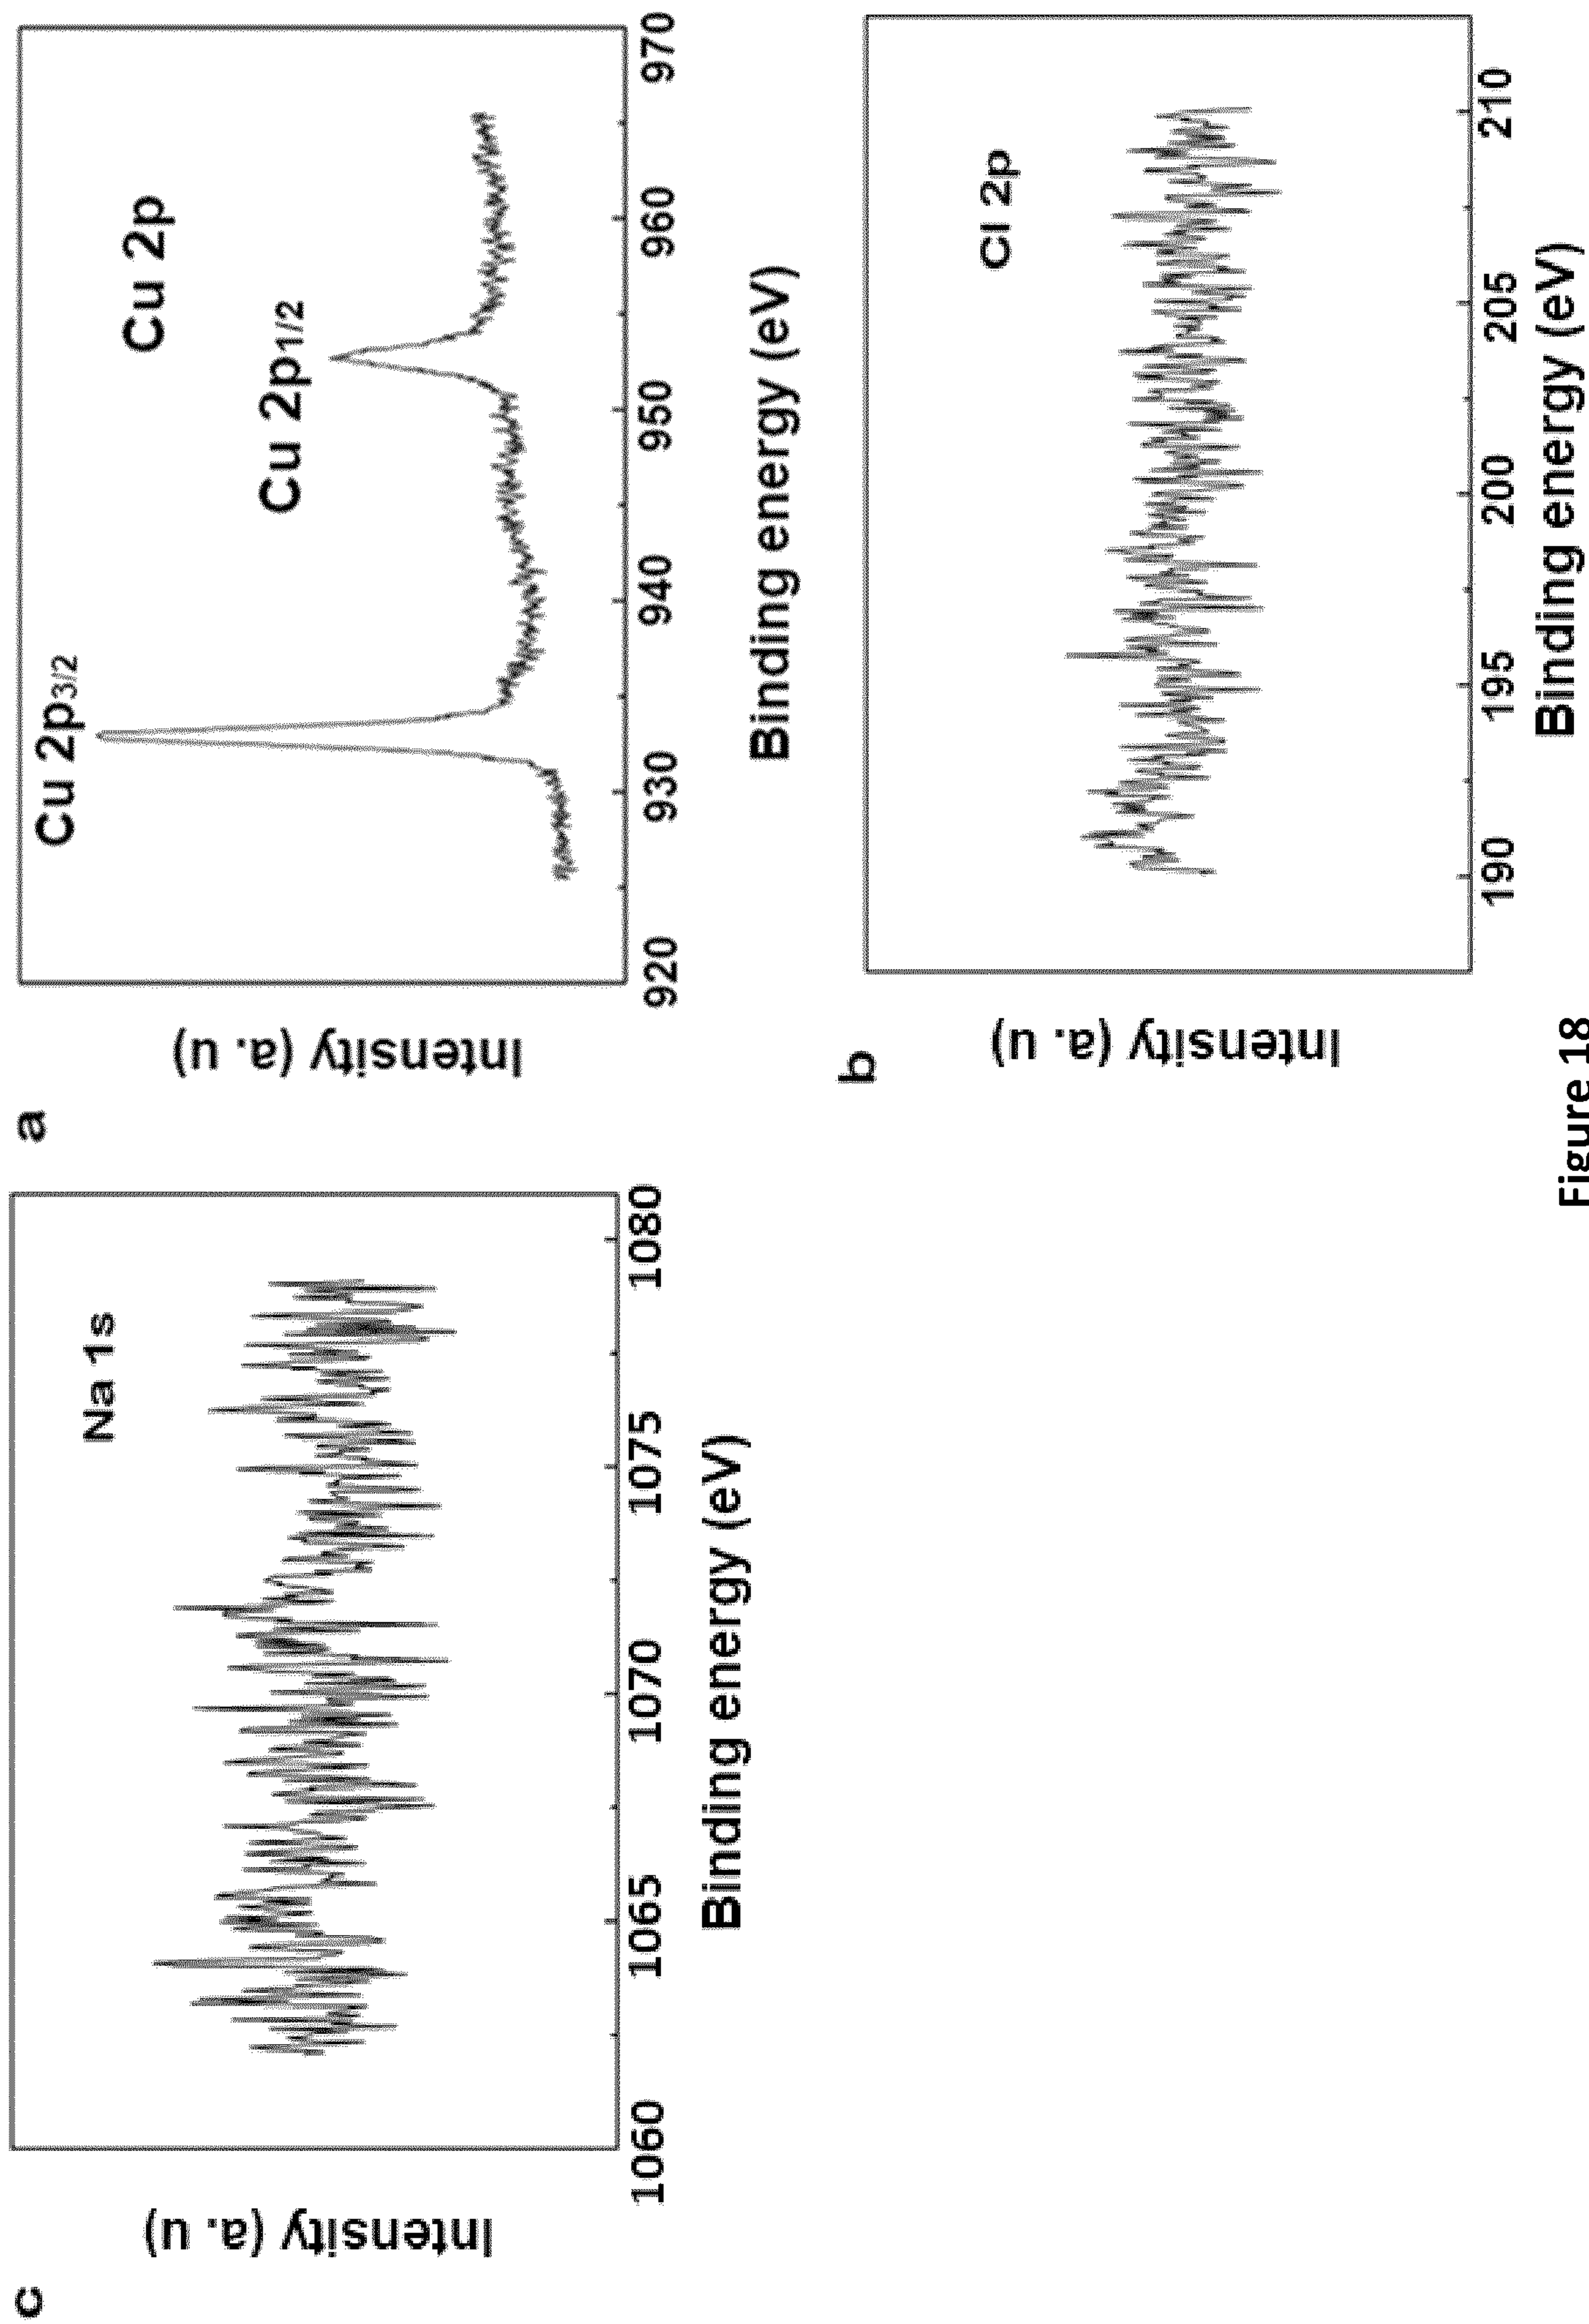 a
Cu 2p3/2
Cu 2p1/2
Cu 2p
Intensity (a. u)
920 930 940 950 960 970
Binding energy (eV)
b
Cl 2p
Intensity (a. u)
190 195 200 205 210
Binding energy (eV)
c
Na 1s
Intensity (a. u)
1060 1065 1070 1075 1080
Binding energy (eV)
Figure 18